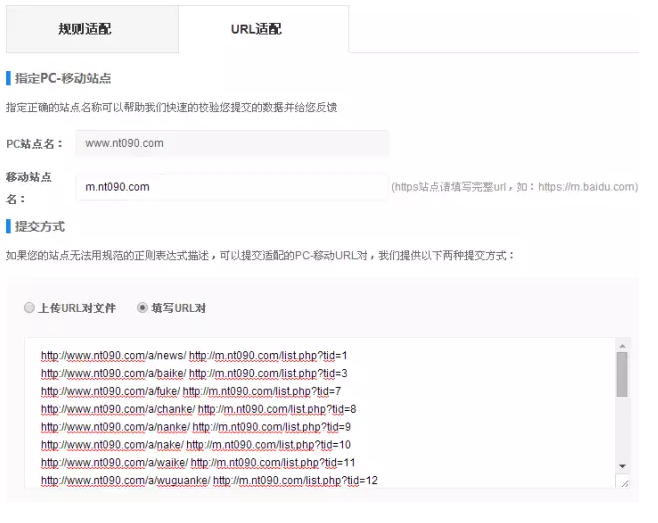 规则适配
URL适配
指定PC-移动站点
指定正确的站点名称可以帮助我们快速的校验您提交的数据并给您反馈
PC站点名： www.nt090.com
移动站点名： m.nt090.com (https站点请填写完整url，如：https://m.baidu.com)
提交方式
如果您的站点无法用规范的正则表达式描述，可以提交适配的PC-移动URL对，我们提供以下两种提交方式：
上传URL对文件 填写URL对
http://www.nt090.com/a/news/ http://m.nt090.com/list.php?tid=1
http://www.nt090.com/a/baike/ http://m.nt090.com/list.php?tid=3
http://www.nt090.com/a/fuke/ http://m.nt090.com/list.php?tid=7
http://www.nt090.com/a/chanke/ http://m.nt090.com/list.php?tid=8
http://www.nt090.com/a/nanke/ http://m.nt090.com/list.php?tid=9
http://www.nt090.com/a/nake/ http://m.nt090.com/list.php?tid=10
http://www.nt090.com/a/waike/ http://m.nt090.com/list.php?tid=11
http://www.nt090.com/a/wuguanke/ http://m.nt090.com/list.php?tid=12